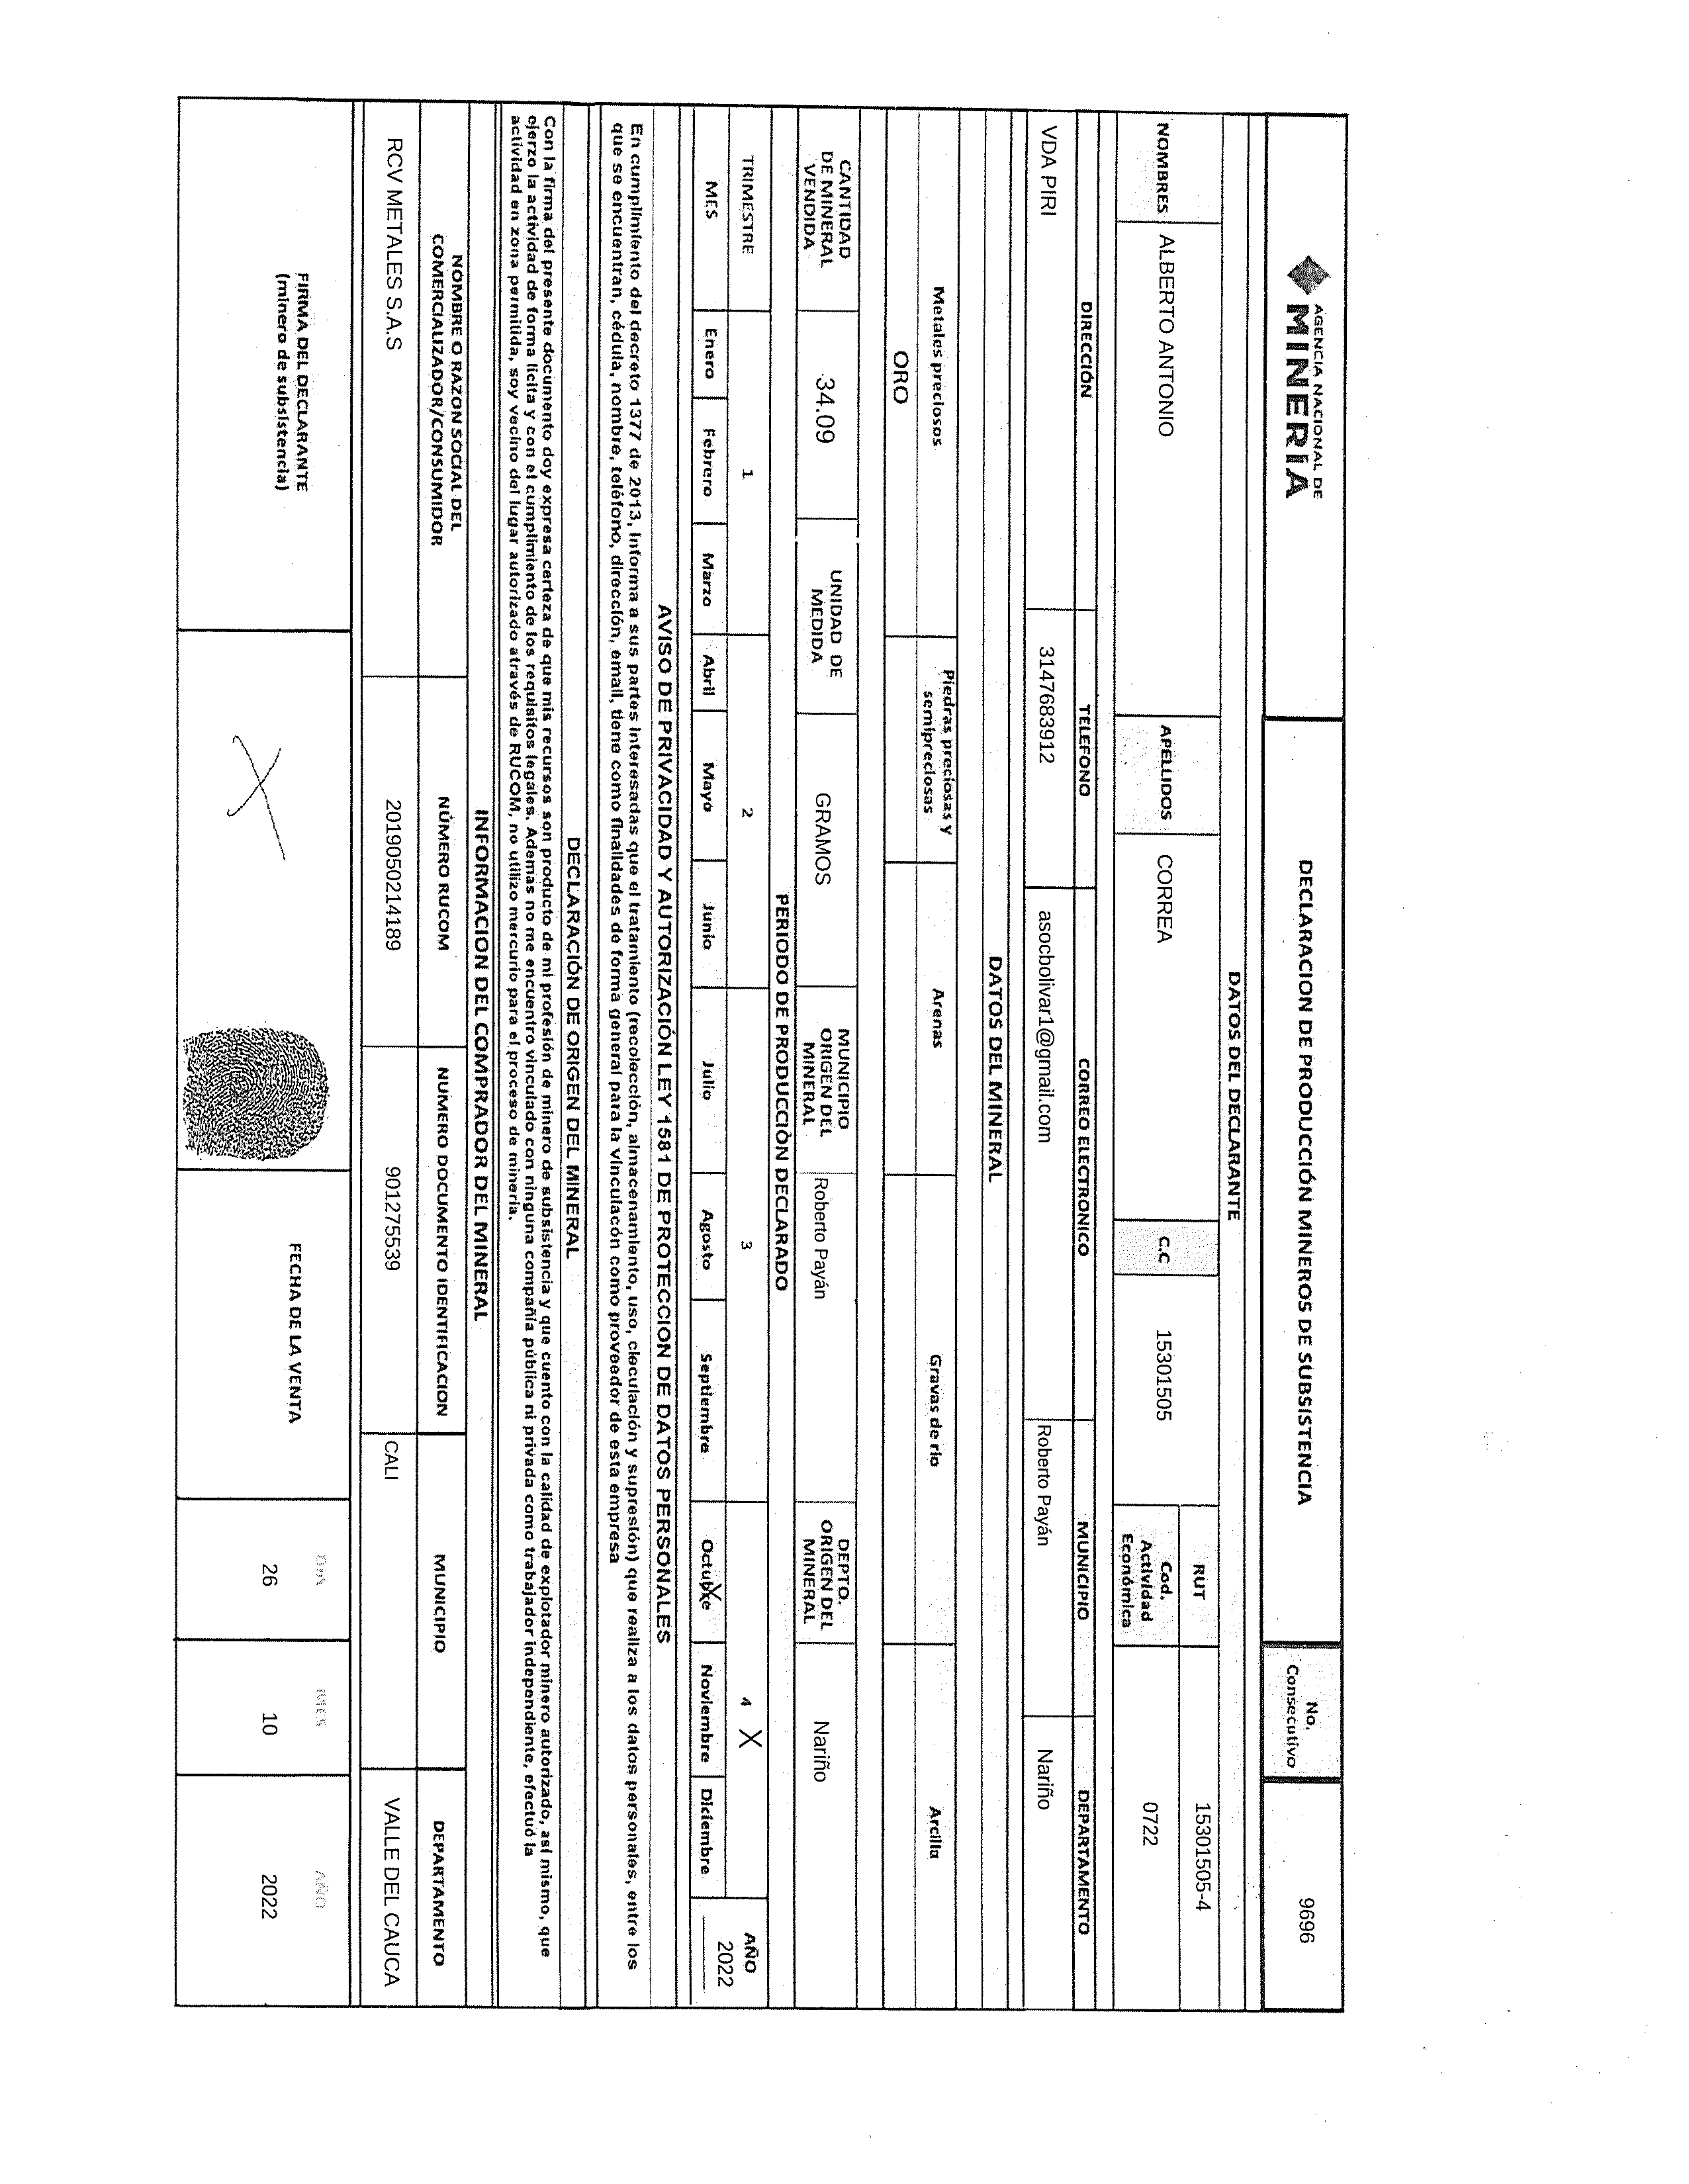 AGENCIA NACIONAL DE
MINERÍA
DECLARACION DE PRODUCCIÓN MINEROS DE SUBSISTENCIA
No.
Consecutivo
9696
DATOS DEL DECLARANTE
NOMBRES
ALBERTO ANTONIO
APELLIDOS
CORREA
C.C
15301505
RUT
15301505-4
Cod.
Actividad
Económica
0722
DIRECCIÓN
TELEFONO
CORREO ELECTRONICO
MUNICIPIO
DEPARTAMENTO
VDA PIRI
3147683912
asocbolivar1@gmail.com
Roberto Payán
Nariño
DATOS DEL MINERAL
Metales preciosos
Piedras preciosas y
semipreciosas
Arenas
Gravas de rio
Arcilla
ORO
CANTIDAD
DE MINERAL
VENDIDA
34.09
UNIDAD DE
MEDIDA
GRAMOS
MUNICIPIO
ORIGEN DEL
MINERAL
Roberto Payán
DEPTO.
ORIGEN DEL
MINERAL
Nariño
PERIODO DE PRODUCCIÓN DECLARADO
TRIMESTRE
1
2
3
4 X
AÑO
2022
MES
Enero
Febrero
Marzo
Abril
Mayo
Junio
Julio
Agosto
Septiembre
Octubre
Noviembre
Diciembre
AVISO DE PRIVACIDAD Y AUTORIZACIÓN LEY 1581 DE PROTECCION DE DATOS PERSONALES
En cumplimiento del decreto 1377 de 2013, Informa a sus partes interesadas que el tratamiento (recolección, almacenamiento, uso, cieculación y supresión) que realiza a los datos personales, entre los
que se encuentran, cédula, nombre, teléfono, dirección, email, tiene como finalidades de forma general para la vinculacón como proveedor de esta empresa
DECLARACIÓN DE ORIGEN DEL MINERAL
Con la firma del presente documento doy expresa certeza de que mis recursos son producto de mi profesión de minero de subsistencia y que cuento con la calidad de explotador minero autorizado, así mismo, que
ejerzo la actividad de forma licita y con el cumplimiento de los requisitos legales. Ademas no me encuentro vinculado con ninguna compañia pública ni privada como trabajador independiente, efectuó la
actividad en zona permitida, soy vecino del lugar autorizado através de RUCOM, no utilizo mercurio para el proceso de mineria.
INFORMACION DEL COMPRADOR DEL MINERAL
NOMBRE O RAZON SOCIAL DEL
COMERCIALIZADOR/CONSUMIDOR
NÚMERO RUCOM
NUMERO DOCUMENTO IDENTIFICACION
MUNICIPIO
DEPARTAMENTO
RCV METALES S.A.S
20190502141​89
901275539
CALI
VALLE DEL CAUCA
FIRMA DEL DECLARANTE
(minero de subsistencia)
X
FECHA DE LA VENTA
DIA
MES
AÑO
26
10
2022